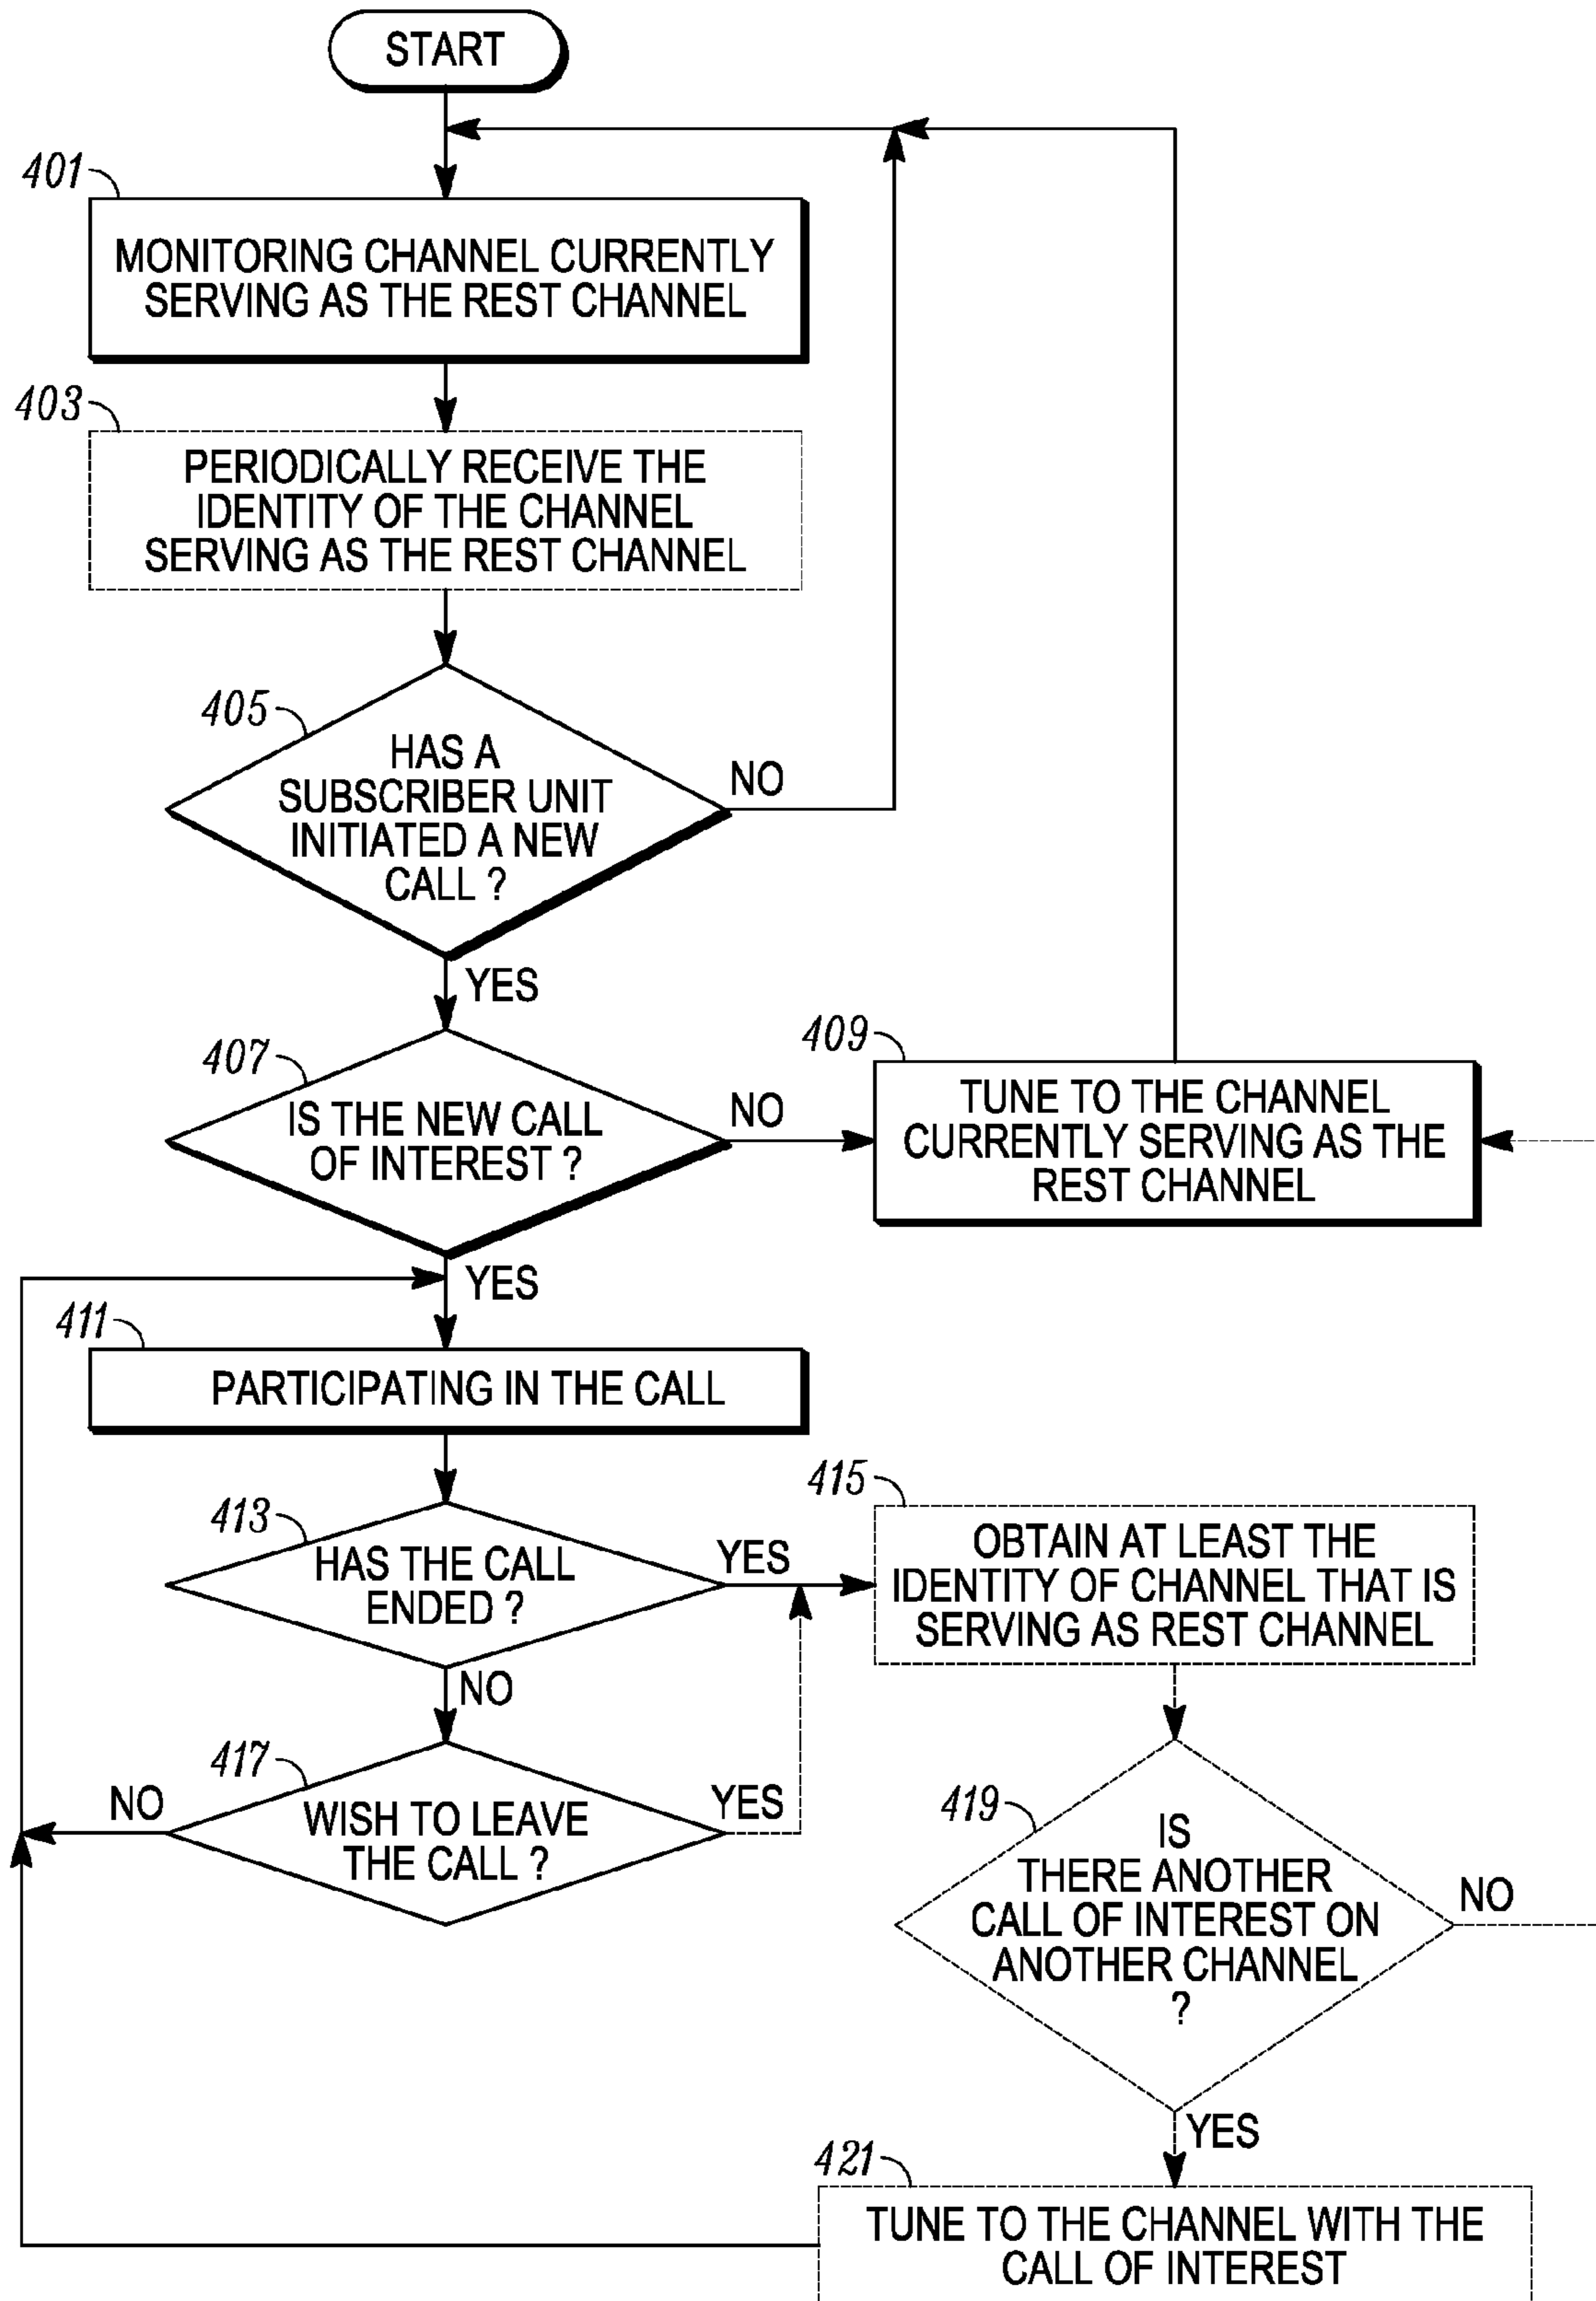 START
401
MONITORING CHANNEL CURRENTLY
SERVING AS THE REST CHANNEL
403
PERIODICALLY RECEIVE THE
IDENTITY OF THE CHANNEL
SERVING AS THE REST CHANNEL
405
HAS A
SUBSCRIBER UNIT
INITIATED A NEW
CALL ?
NO
YES
407
IS THE NEW CALL
OF INTEREST ?
NO
409
TUNE TO THE CHANNEL
CURRENTLY SERVING AS THE
REST CHANNEL
YES
411
PARTICIPATING IN THE CALL
413
HAS THE CALL
ENDED ?
YES
415
OBTAIN AT LEAST THE
IDENTITY OF CHANNEL THAT IS
SERVING AS REST CHANNEL
NO
417
WISH TO LEAVE
THE CALL ?
NO
YES
419
IS
THERE ANOTHER
CALL OF INTEREST ON
ANOTHER CHANNEL
?
NO
YES
421
TUNE TO THE CHANNEL WITH THE
CALL OF INTEREST